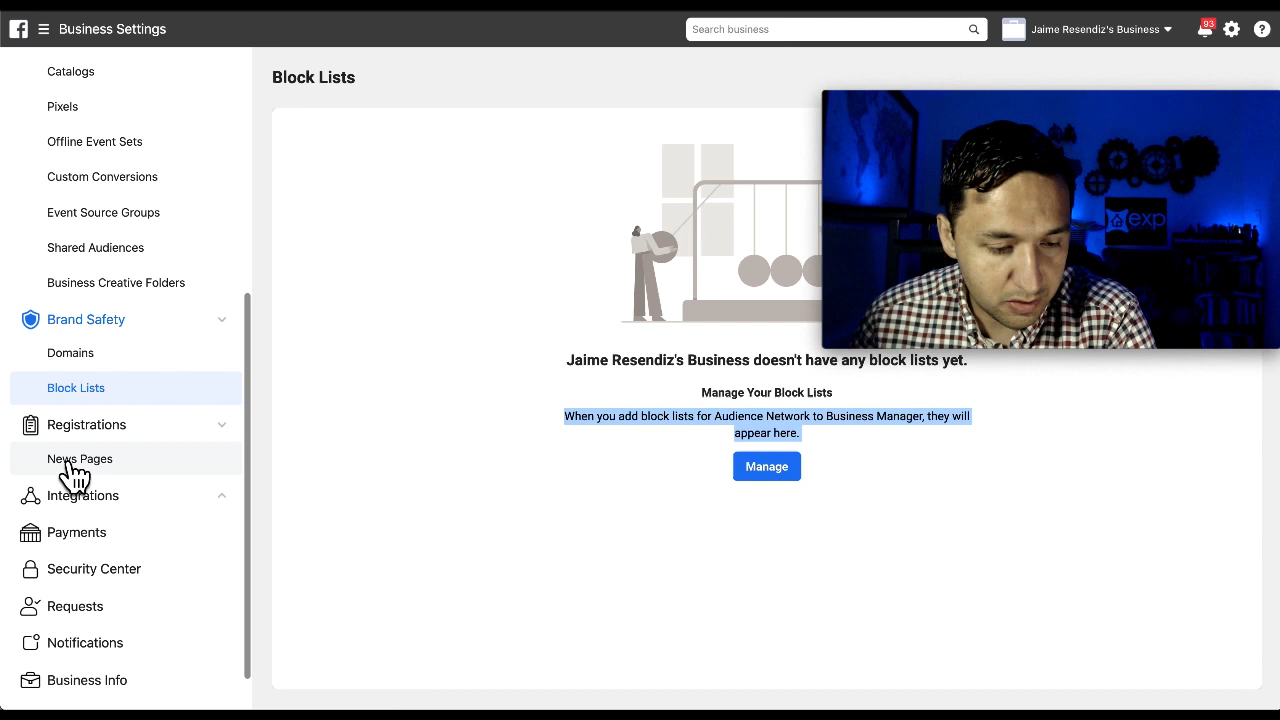 Business Settings
Search business
Jaime Resendiz's Business
93
?
Catalogs
Pixels
Offline Event Sets
Custom Conversions
Event Source Groups
Shared Audiences
Business Creative Folders
Brand Safety
Domains
Block Lists
Registrations
News Pages
Integrations
Payments
Security Center
Requests
Notifications
Business Info
Block Lists
exp
Jaime Resendiz's Business doesn't have any block lists yet.
Manage Your Block Lists
When you add block lists for Audience Network to Business Manager, they will
appear here.
Manage